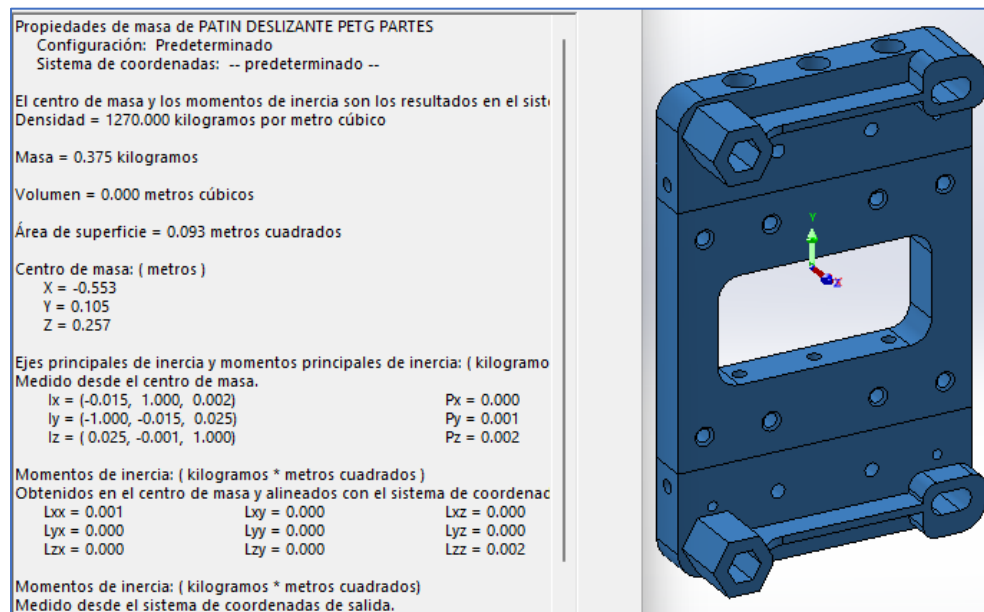 Propiedades de masa de PATIN DESLIZANTE PETG PARTES
Configuración: Predeterminado
Sistema de coordenadas: -- predeterminado --
El centro de masa y los momentos de inercia son los resultados en el
Densidad = 1270.000 kilogramos por metro cúbico
Masa = 0.375 kilogramos
Volumen = 0.000 metros cúbicos
Área de superficie = 0.093 metros cuadrados
Centro de masa: ( metros )
X = -0.553
Y = 0.105
Z = 0.257
Ejes principales de inercia y momentos principales de inercia: ( kilogramo
Medido desde el centro de masa.
Ix = (-0.015, 1.000, 0.002) Px = 0.000
Iy = (-1.000, -0.015, 0.025) Py = 0.001
Iz = ( 0.025, -0.001, 1.000) Pz = 0.002
Momentos de inercia: ( kilogramos * metros cuadrados )
Obtenidos en el centro de masa y alineados con el sistema de coordenac
Lxx = 0.001 Lxy = 0.000 Lxz = 0.000
Lyx = 0.000 Lyy = 0.000 Lyz = 0.000
Lzx = 0.000 Lzy = 0.000 Lzz = 0.002
Momentos de inercia: ( kilogramos * metros cuadrados)
Medido desde el sistema de coordenadas de salida.
Y